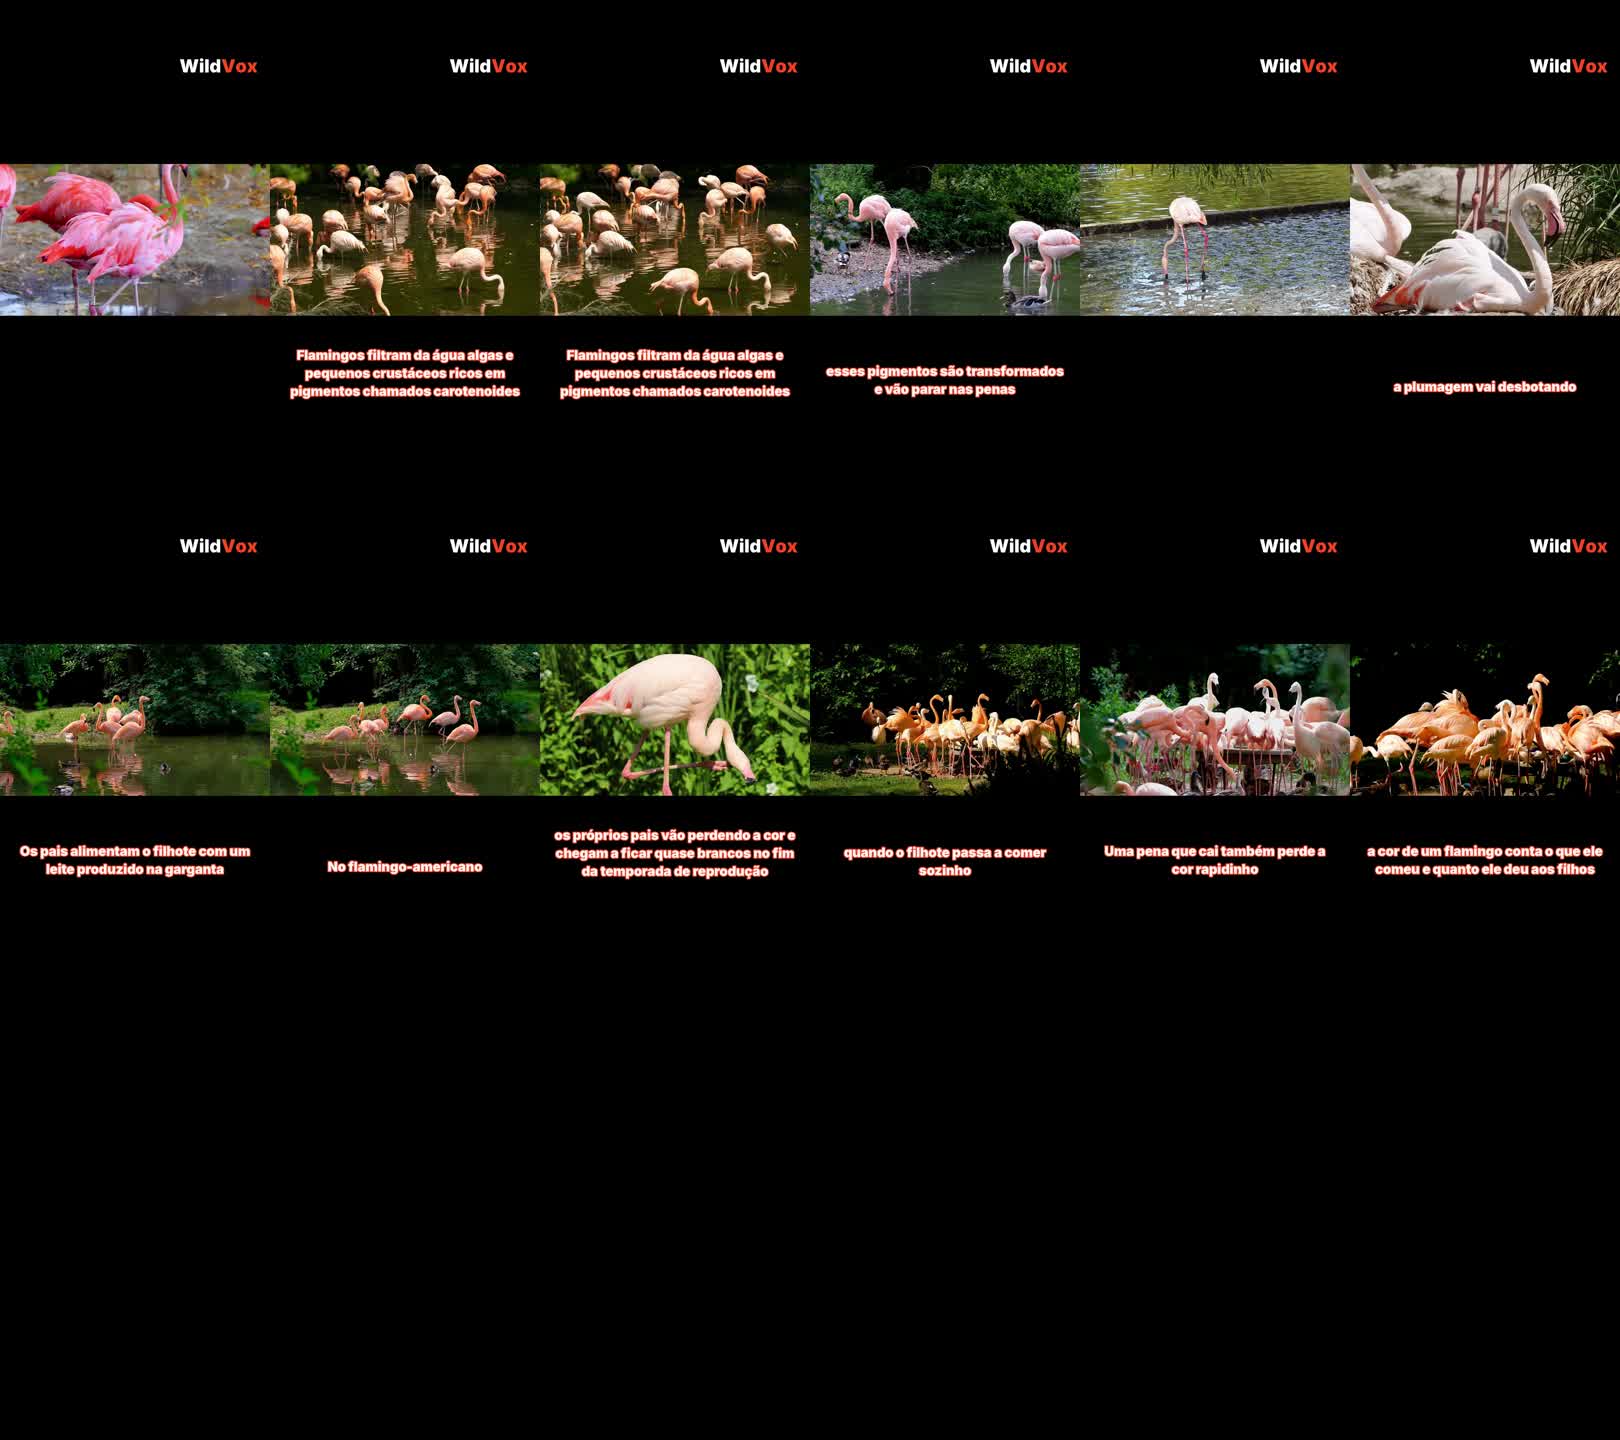 WildVox
WildVox
WildVox
WildVox
WildVox
WildVox
Flamingos filtram da água algas e
pequenos crustáceos ricos em
pigmentos chamados carotenoides
Flamingos filtram da água algas e
pequenos crustáceos ricos em
pigmentos chamados carotenoides
esses pigmentos são transformados
e vão parar nas penas
a plumagem vai desbotando
WildVox
WildVox
WildVox
WildVox
WildVox
WildVox
Os pais alimentam o filhote com um
leite produzido na garganta
No flamingo-americano
os próprios pais vão perdendo a cor e
chegam a ficar quase brancos no fim
da temporada de reprodução
quando o filhote passa a comer
sozinho
Uma pena que cai também perde a
cor rapidinho
a cor de um flamingo conta o que ele
comeu e quanto ele deu aos filhos